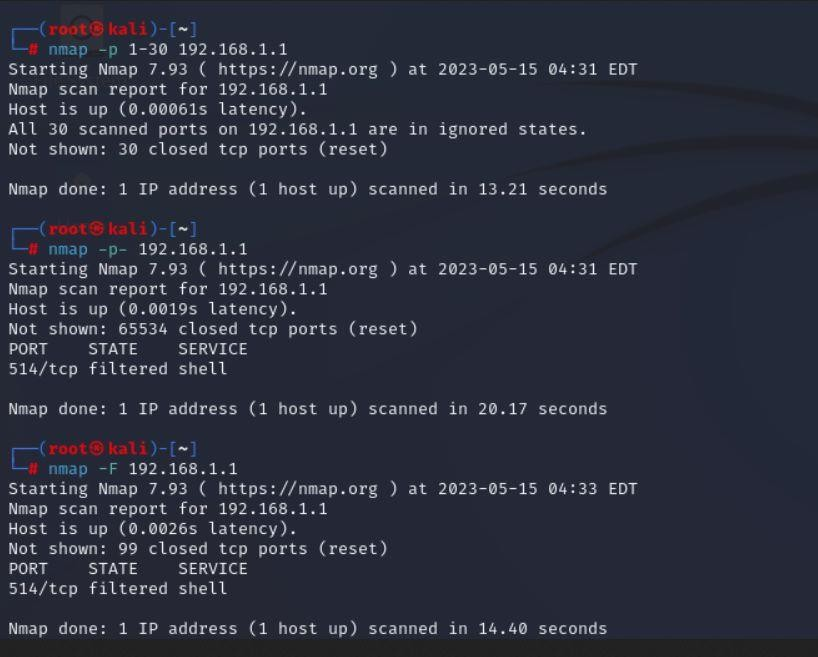 ┌──(root㉿kali)-[~]
└─# nmap -p 1-30 192.168.1.1
Starting Nmap 7.93 ( https://nmap.org ) at 2023-05-15 04:31 EDT
Nmap scan report for 192.168.1.1
Host is up (0.00061s latency).
All 30 scanned ports on 192.168.1.1 are in ignored states.
Not shown: 30 closed tcp ports (reset)
Nmap done: 1 IP address (1 host up) scanned in 13.21 seconds
┌──(root㉿kali)-[~]
└─# nmap -p- 192.168.1.1
Starting Nmap 7.93 ( https://nmap.org ) at 2023-05-15 04:31 EDT
Nmap scan report for 192.168.1.1
Host is up (0.0019s latency).
Not shown: 65534 closed tcp ports (reset)
PORT    STATE    SERVICE
514/tcp filtered shell
Nmap done: 1 IP address (1 host up) scanned in 20.17 seconds
┌──(root㉿kali)-[~]
└─# nmap -F 192.168.1.1
Starting Nmap 7.93 ( https://nmap.org ) at 2023-05-15 04:33 EDT
Nmap scan report for 192.168.1.1
Host is up (0.0026s latency).
Not shown: 99 closed tcp ports (reset)
PORT    STATE    SERVICE
514/tcp filtered shell
Nmap done: 1 IP address (1 host up) scanned in 14.40 seconds